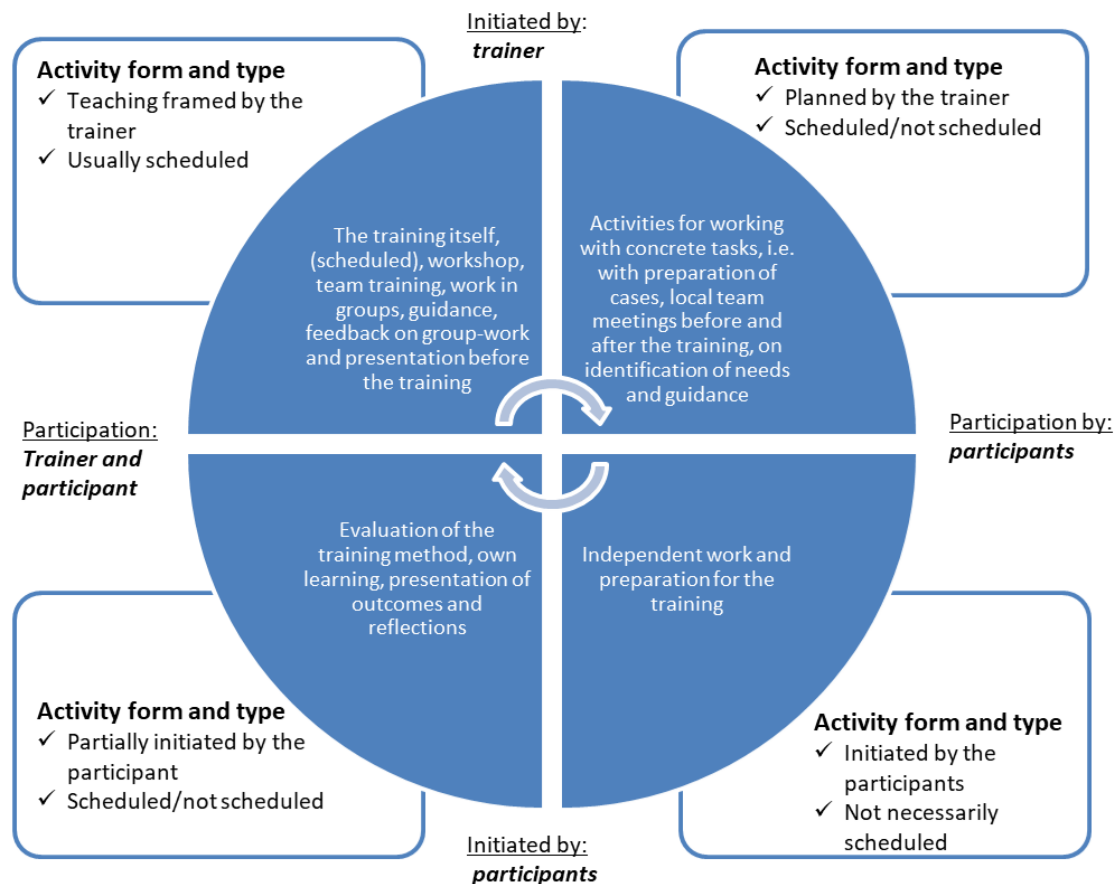 Initiated by:
trainer
Activity form and type
✓ Teaching framed by the
trainer
✓ Usually scheduled
Activity form and type
✓ Planned by the trainer
✓ Scheduled/not scheduled
The training itself,
(scheduled), workshop,
team training, work in
groups, guidance,
feedback on group-work
and presentation before
the training
Activities for working
with concrete tasks, i.e.
with preparation of
cases, local team
meetings before and
after the training, on
identification of needs
and guidance
Participation:
Trainer and
participant
Participation by:
participants
Evaluation of the
training method, own
learning, presentation of
outcomes and
reflections
Independent work and
preparation for the
training
Activity form and type
✓ Partially initiated by the
participant
✓ Scheduled/not scheduled
Activity form and type
✓ Initiated by the
participants
✓ Not necessarily
scheduled
Initiated by:
participants